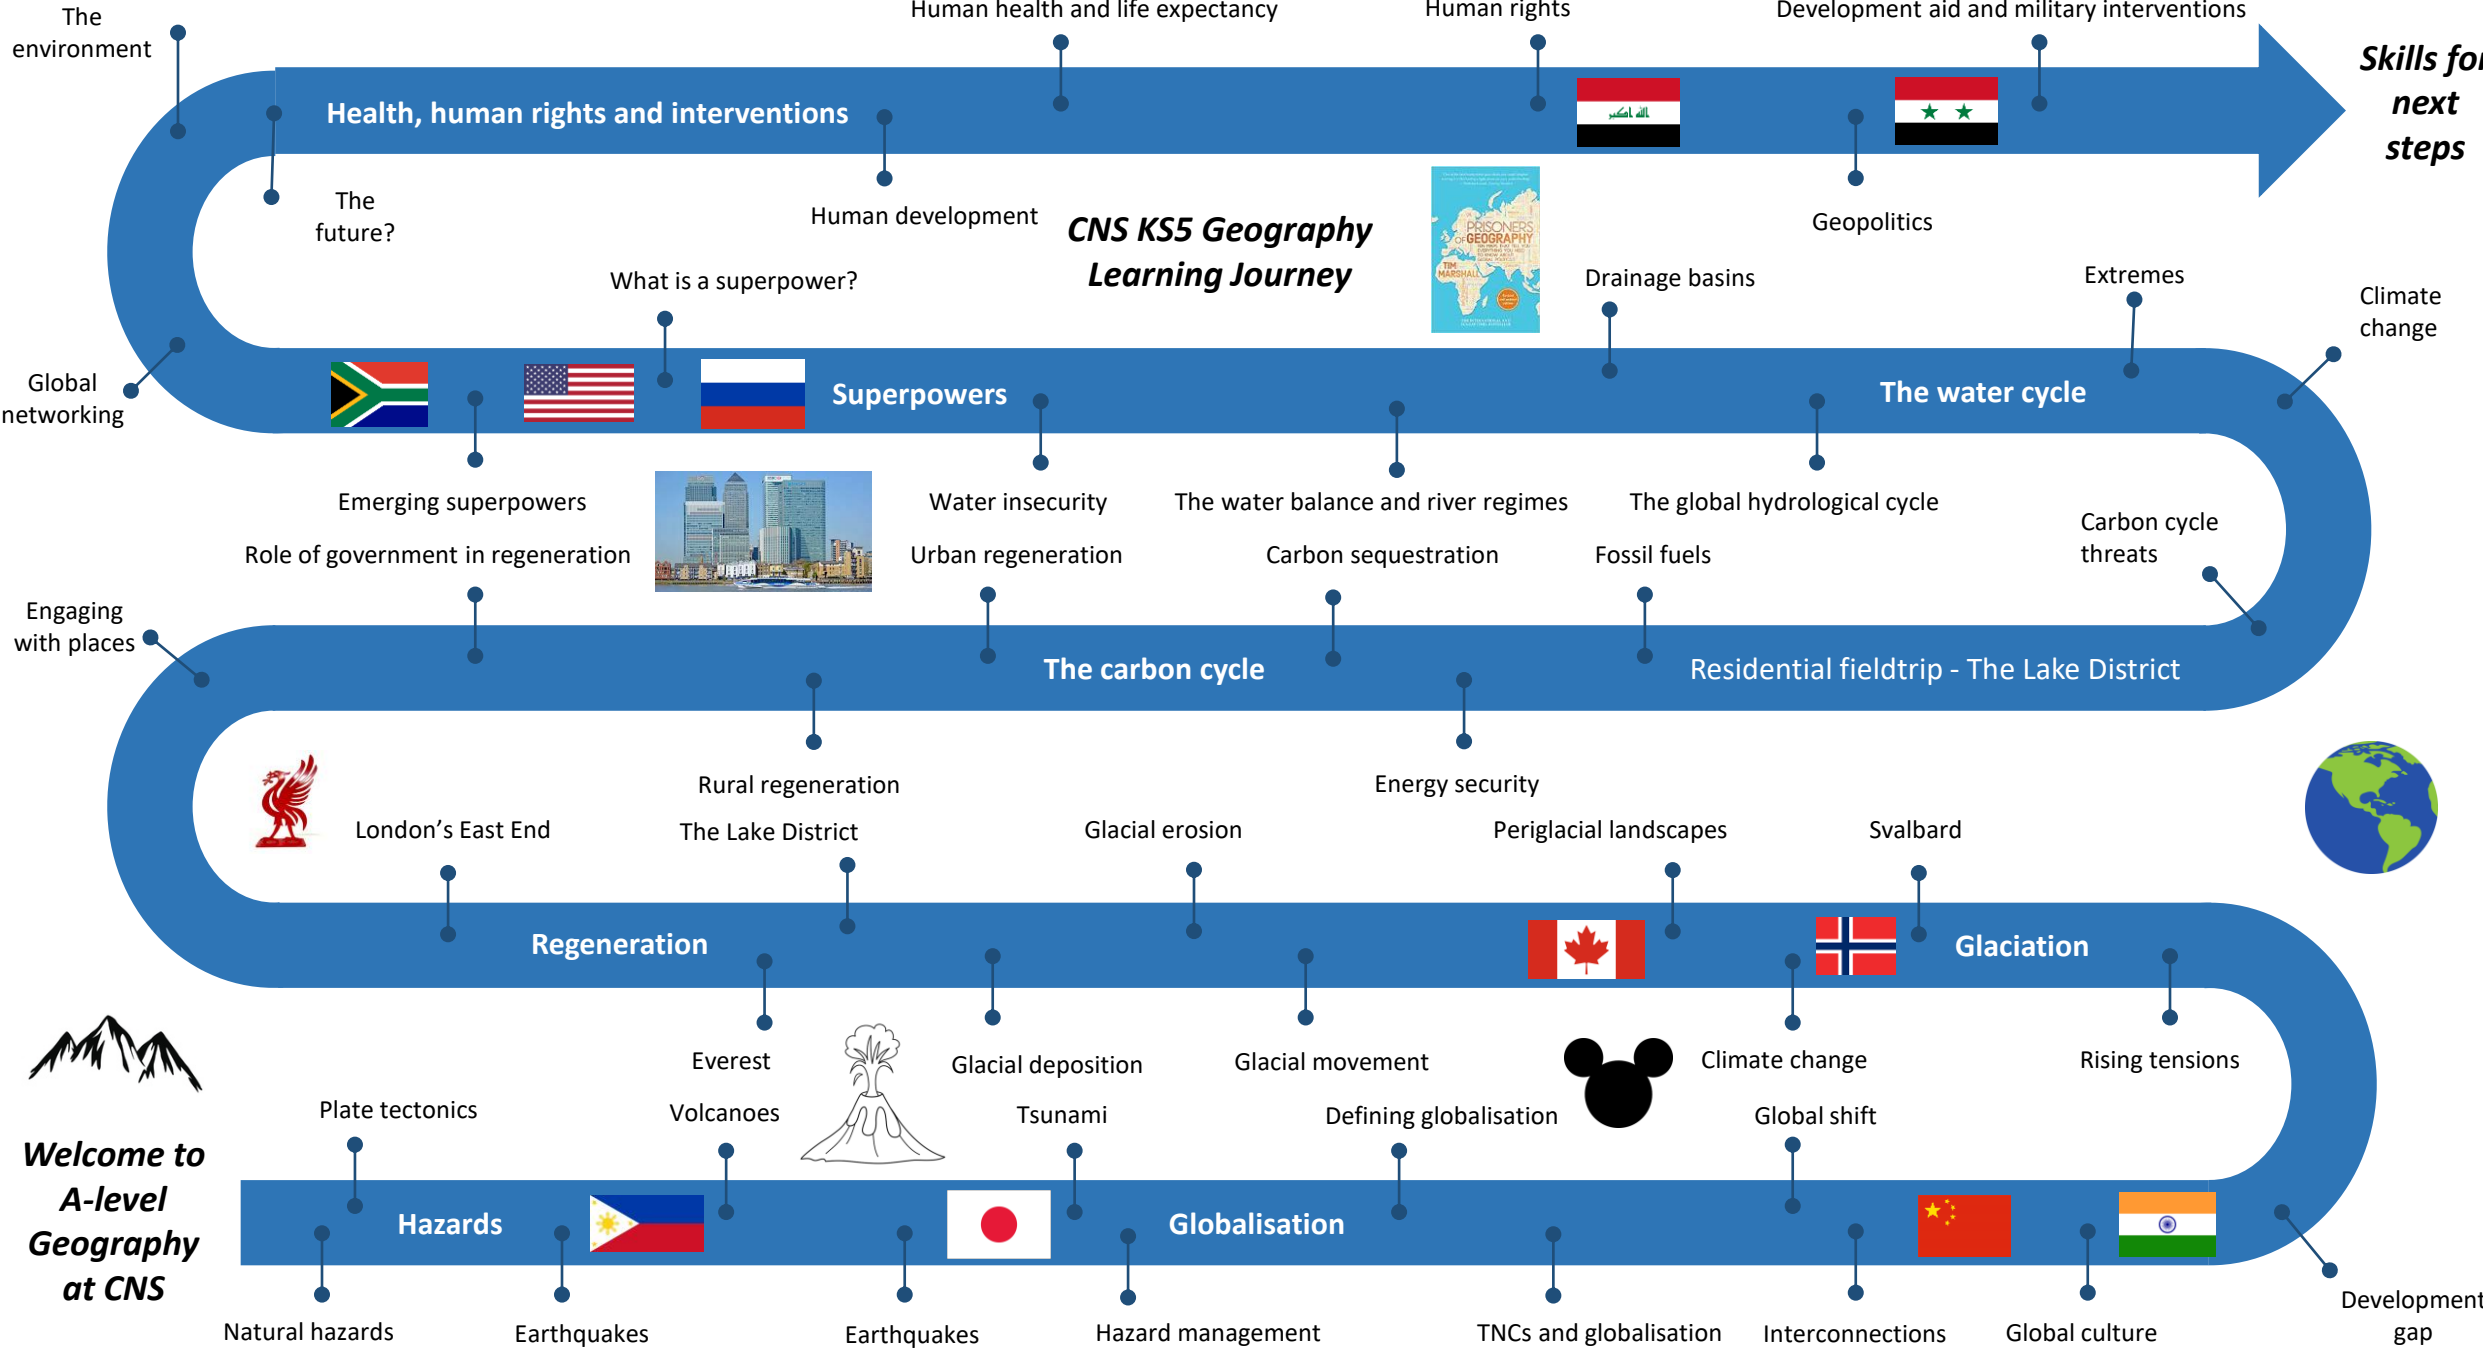 Human health and life expectancy
Human rights
Development aid and military interventions
The
environment
Skills for
next
steps
Health, human rights and interventions
الله اكبر
The
future?
Human development
Geopolitics
CNS KS5 Geography
Learning Journey
PRISONERS
OF GEOGRAPHY
TIM
MARSHALL
What is a superpower?
Drainage basins
Extremes
Climate
change
Global
networking
Superpowers
The water cycle
Emerging superpowers
Water insecurity
The water balance and river regimes
The global hydrological cycle
Role of government in regeneration
Urban regeneration
Carbon sequestration
Fossil fuels
Carbon cycle
threats
Engaging
with places
The carbon cycle
Residential fieldtrip - The Lake District
Rural regeneration
Energy security
London’s East End
The Lake District
Glacial erosion
Periglacial landscapes
Svalbard
Regeneration
Glaciation
Everest
Glacial deposition
Glacial movement
Climate change
Rising tensions
Plate tectonics
Volcanoes
Tsunami
Defining globalisation
Global shift
Welcome to
A-level
Geography
at CNS
Hazards
Globalisation
Natural hazards
Earthquakes
Earthquakes
Hazard management
TNCs and globalisation
Interconnections
Global culture
Development
gap